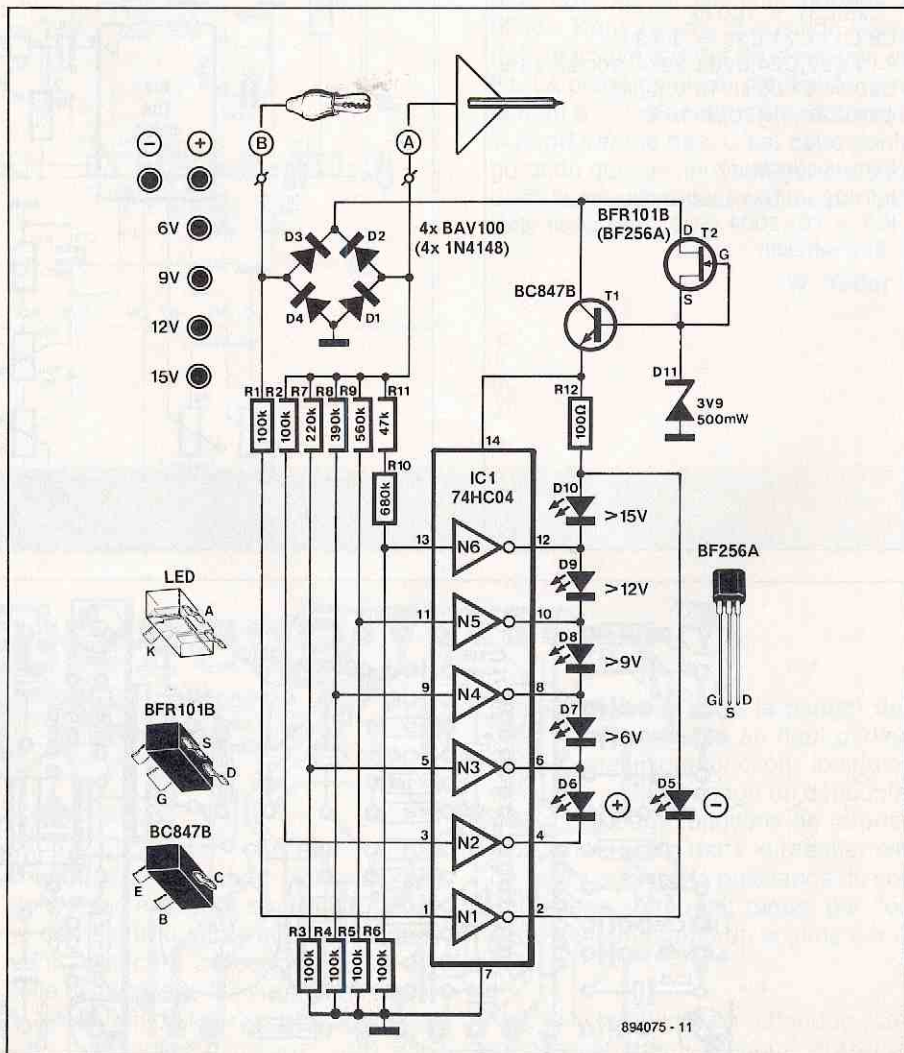 B
A
− +
6V
9V
12V
15V
D3
D2
D4
D1
4x BAV100
(4x 1N4148)
BFR101B
(BF256A)
D
T2
G
S
BC847B
T1
D11
3V9
500mW
R1
R2
R7
R8
R9
R11
100k
100k
220k
390k
560k
47k
R12
100Ω
R10
680k
14
IC1
74HC04
D10
>15V
13
N6
12
D9
>12V
11
N5
10
D8
>9V
9
N4
8
D7
>6V
5
N3
6
D6
+
D5
−
3
N2
4
1
N1
2
R3
R4
R5
R6
100k
100k
100k
100k
7
LED
A
K
BFR101B
S
D
G
BC847B
E
C
B
BF256A
G
S
D
894075 - 11